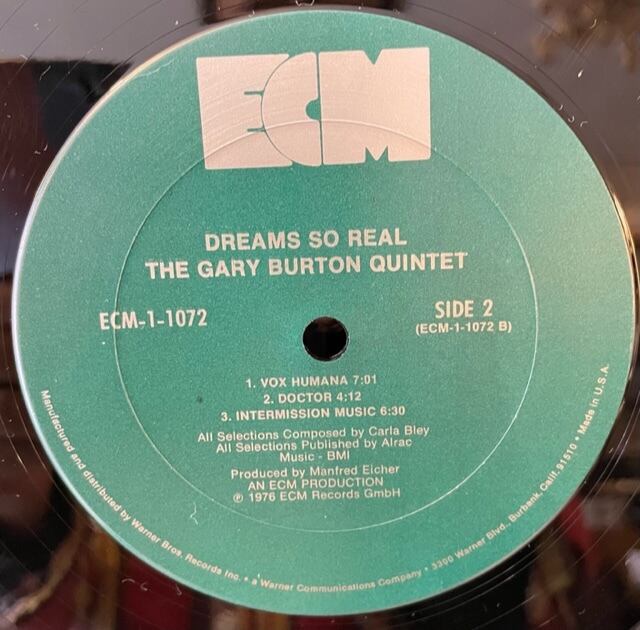 ECM
DREAMS SO REAL
THE GARY BURTON QUINTET
ECM-1-1072
SIDE 2
(ECM-1-1072 B)
1. VOX HUMANA 7:01
2. DOCTOR 4:12
3. INTERMISSION MUSIC 6:30
All Selections Composed by Carla Bley
All Selections Published by Alrac
Music - BMI
Produced by Manfred Eicher
AN ECM PRODUCTION
℗ 1976 ECM Records GmbH
Manufactured and distributed by Warner Bros. Records Inc. • a Warner Communications Company • 3300 Warner Blvd., Burbank, Calif. 91510 • Made in U.S.A.